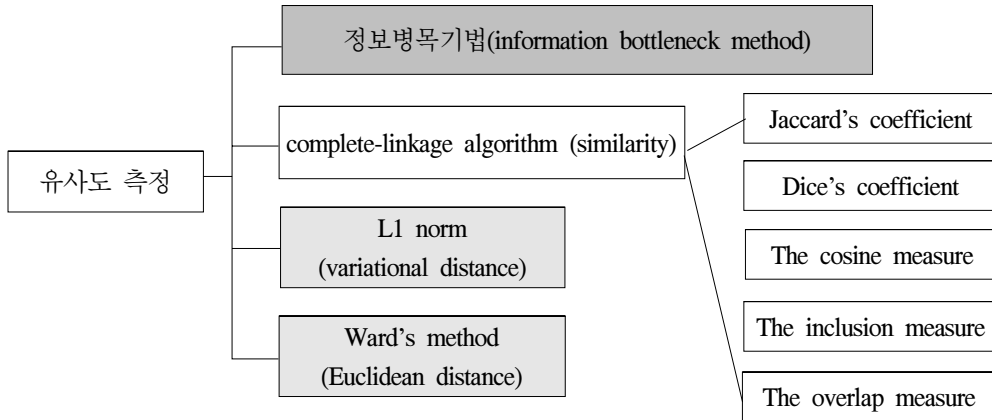 유사도 측정
정보병목기법(information bottleneck method)
complete-linkage algorithm (similarity)
L1 norm
(variational distance)
Ward's method
(Euclidean distance)
Jaccard's coefficient
Dice's coefficient
The cosine measure
The inclusion measure
The overlap measure